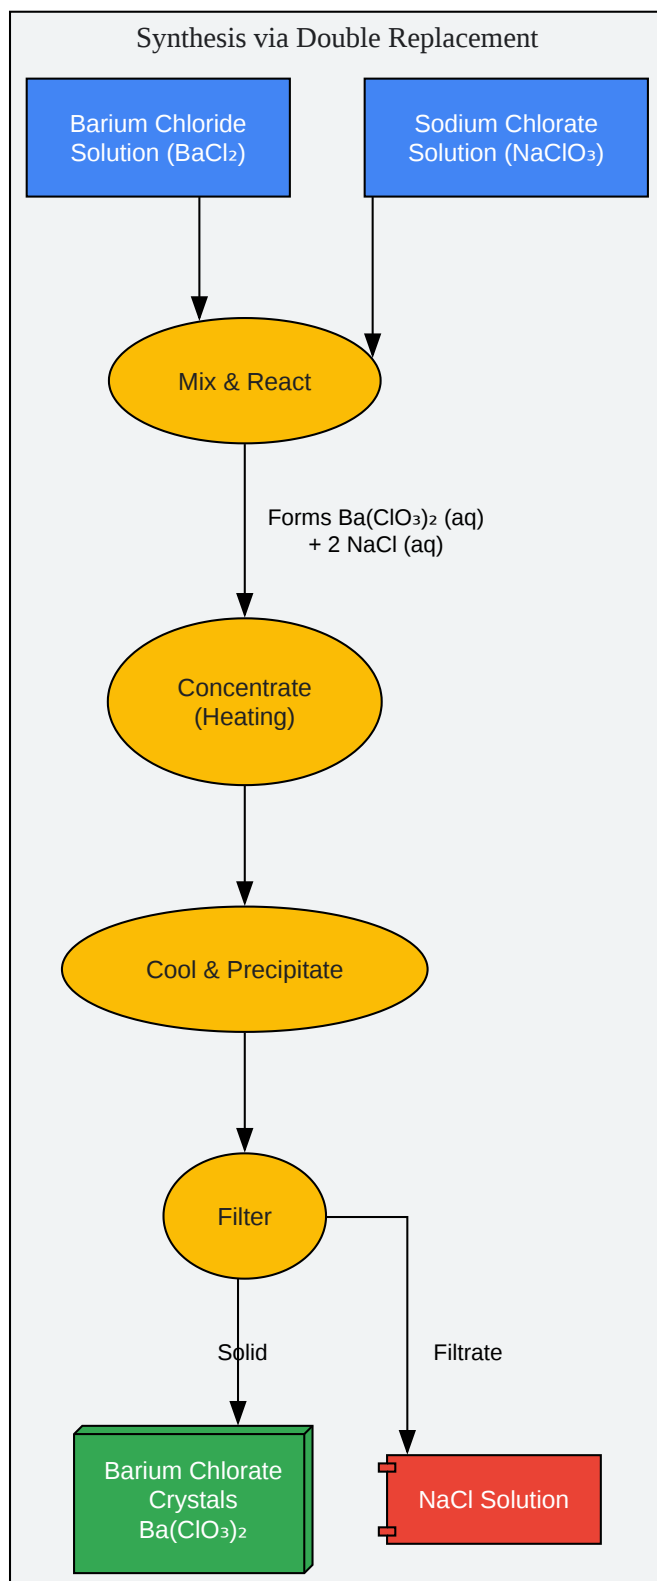 Synthesis via Double Replacement
Barium Chloride
Solution (BaCl₂)
Sodium Chlorate
Solution (NaClO₃)
Mix & React
Forms Ba(ClO₃)₂ (aq)
+ 2 NaCl (aq)
Concentrate
(Heating)
Cool & Precipitate
Filter
Solid
Filtrate
Barium Chlorate
Crystals
Ba(ClO₃)₂
NaCl Solution